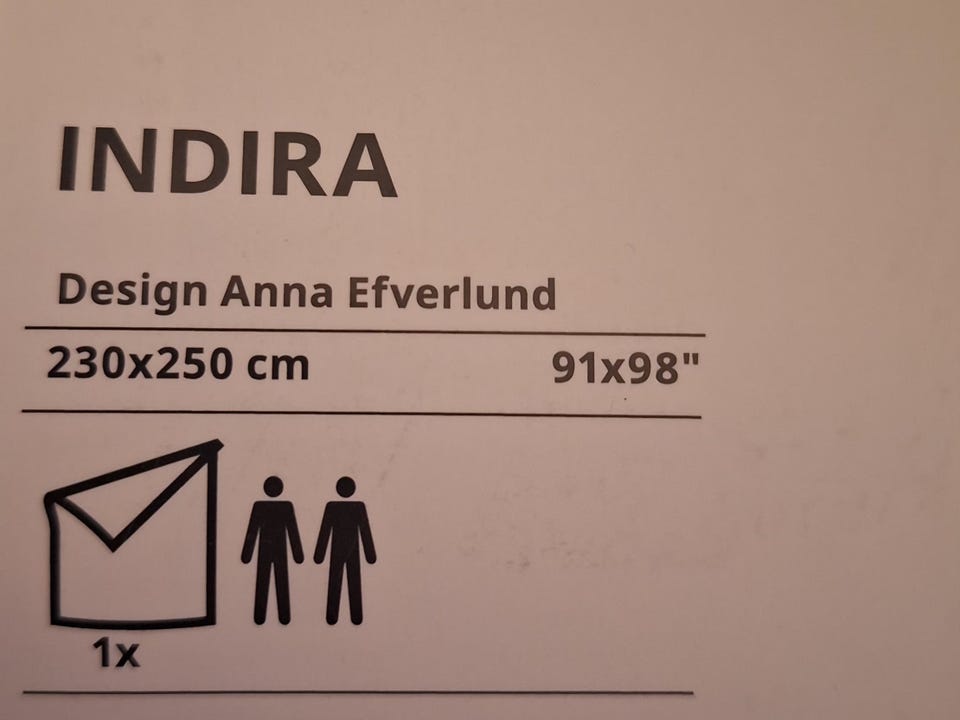 INDIRA
Design Anna Efverlund
230x250 cm 91x98"
1x